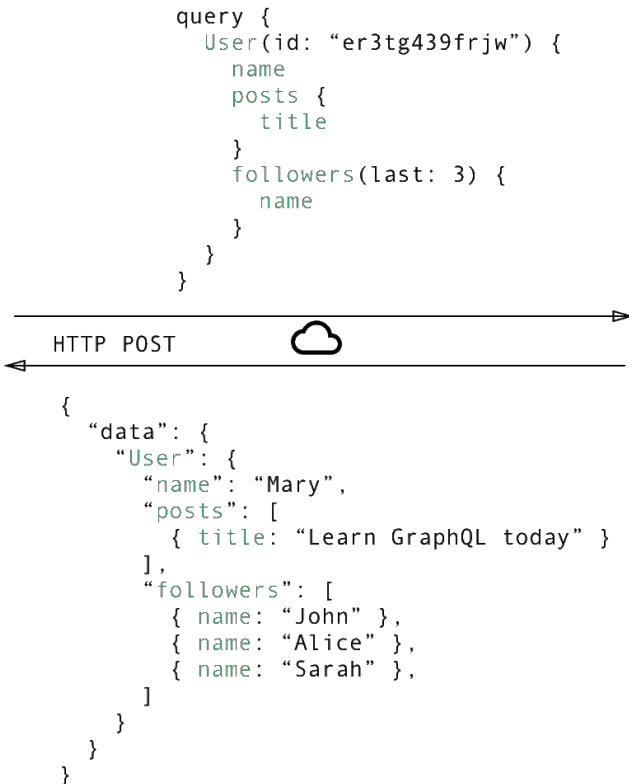 query {
  User(id: “er3tg439frjw”) {
    name
    posts {
      title
    }
    followers(last: 3) {
      name
    }
  }
}
HTTP POST
{
  “data”: {
    “User”: {
      “name”: “Mary”,
      “posts”: [
        { title: “Learn GraphQL today” }
      ],
      “followers”: [
        { name: “John” },
        { name: “Alice” },
        { name: “Sarah” },
      ]
    }
  }
}